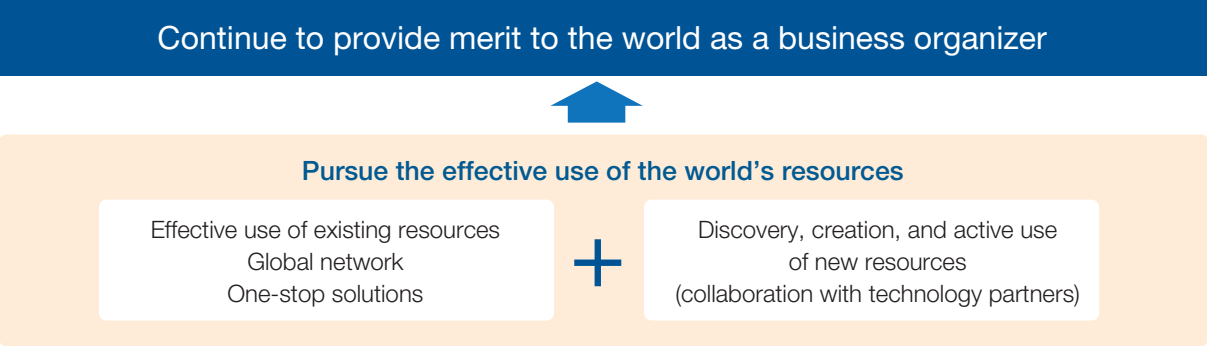 Continue to provide merit to the world as a business organizer
Pursue the effective use of the world’s resources
Effective use of existing resources
Global network
One-stop solutions
+
Discovery, creation, and active use
of new resources
(collaboration with technology partners)